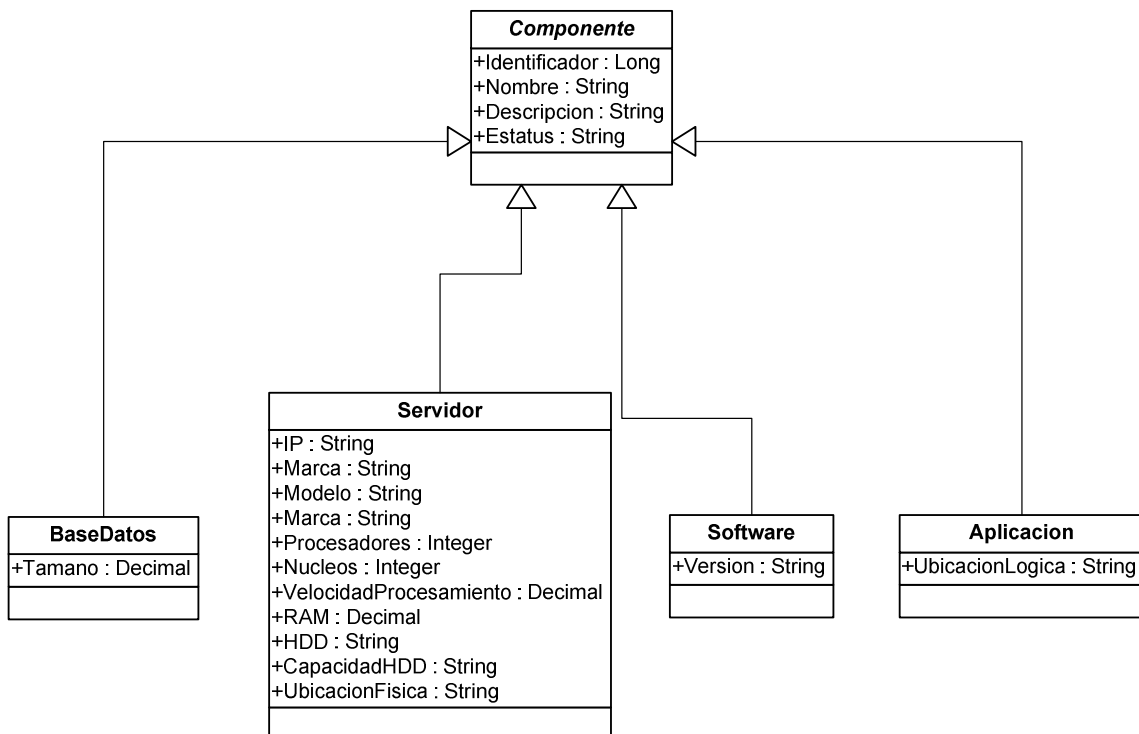 Componente
+Identificador : Long
+Nombre : String
+Descripcion : String
+Estatus : String
Servidor
+IP : String
+Marca : String
+Modelo : String
+Marca : String
+Procesadores : Integer
+Nucleos : Integer
+VelocidadProcesamiento : Decimal
+RAM : Decimal
+HDD : String
+CapacidadHDD : String
+UbicacionFisica : String
BaseDatos
+Tamano : Decimal
Software
+Version : String
Aplicacion
+UbicacionLogica : String